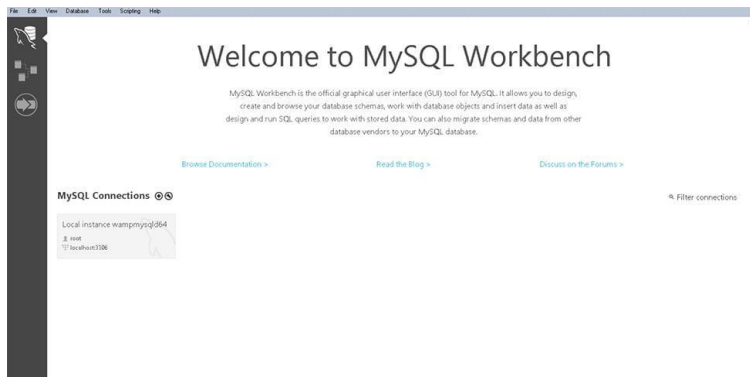 File Edit View Database Tools Scripting Help
Welcome to MySQL Workbench
MySQL Workbench is the official graphical user interface (GUI) tool for MySQL. It allows you to design,
create and browse your database schemas, work with database objects and insert data as well as
design and run SQL queries to work with stored data. You can also migrate schemas and data from other
database vendors to your MySQL database.
Browse Documentation > Read the Blog > Discuss on the Forums >
MySQL Connections Filter connections
Local instance wampmysqld64
root
localhost:3306